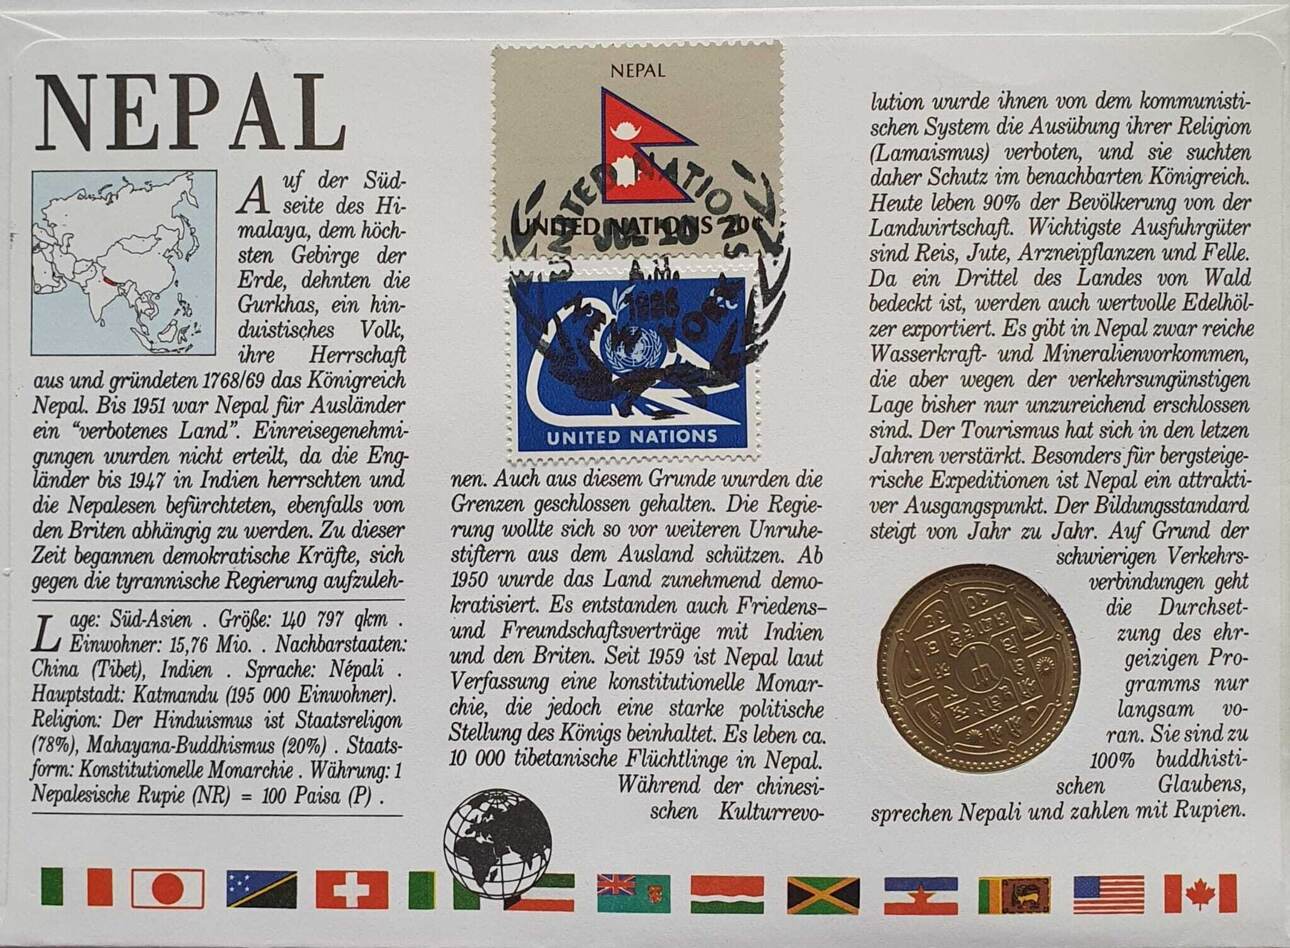 NEPAL
Auf der Süd-
seite des Hi-
malaya, dem höch-
sten Gebirge der
Erde, dehnten die
Gurkhas, ein hin-
duistisches Volk,
ihre Herrschaft
aus und gründeten 1768/69 das Königreich
Nepal. Bis 1951 war Nepal für Ausländer
ein "verbotenes Land". Einreisegenehmi-
gungen wurden nicht erteilt, da die Eng-
länder bis 1947 in Indien herrschten und
die Nepalesen befürchteten, ebenfalls von
den Briten abhängig zu werden. Zu dieser
Zeit begannen demokratische Kräfte, sich
gegen die tyrannische Regierung aufzuleh-
Lage: Süd-Asien . Größe: 140 797 qkm .
Einwohner: 15,76 Mio. . Nachbarstaaten:
China (Tibet), Indien . Sprache: Népali .
Hauptstadt: Katmandu (195 000 Einwohner).
Religion: Der Hinduismus ist Staatsreligon
(78%), Mahayana-Buddhismus (20%) . Staats-
form: Konstitutionelle Monarchie . Währung: 1
Nepalesische Rupie (NR) = 100 Paisa (P) .
NEPAL
UNITED NATIONS 20¢
UNITED NATIONS
JUL 10
A.M.
1986
NEW YORK
UNITED NATIONS
nen. Auch aus diesem Grunde wurden die
Grenzen geschlossen gehalten. Die Regie-
rung wollte sich so vor weiteren Unruhe-
stiftern aus dem Ausland schützen. Ab
1950 wurde das Land zunehmend demo-
kratisiert. Es entstanden auch Friedens-
und Freundschaftsverträge mit Indien
und den Briten. Seit 1959 ist Nepal laut
Verfassung eine konstitutionelle Monar-
chie, die jedoch eine starke politische
Stellung des Königs beinhaltet. Es leben ca.
10 000 tibetanische Flüchtlinge in Nepal.
Während der chinesi-
schen Kulturrevo-
lution wurde ihnen von dem kommunisti-
schen System die Ausübung ihrer Religion
(Lamaismus) verboten, und sie suchten
daher Schutz im benachbarten Königreich.
Heute leben 90% der Bevölkerung von der
Landwirtschaft. Wichtigste Ausfuhrgüter
sind Reis, Jute, Arzneipflanzen und Felle.
Da ein Drittel des Landes von Wald
bedeckt ist, werden auch wertvolle Edelhöl-
zer exportiert. Es gibt in Nepal zwar reiche
Wasserkraft- und Mineralienvorkommen,
die aber wegen der verkehrsungünstigen
Lage bisher nur unzureichend erschlossen
sind. Der Tourismus hat sich in den letzen
Jahren verstärkt. Besonders für bergsteige-
rische Expeditionen ist Nepal ein attrakti-
ver Ausgangspunkt. Der Bildungsstandard
steigt von Jahr zu Jahr. Auf Grund der
schwierigen Verkehrs-
verbindungen geht
die Durchset-
zung des ehr-
geizigen Pro-
gramms nur
langsam vo-
ran. Sie sind zu
100% buddhisti-
schen Glaubens,
sprechen Nepali und zahlen mit Rupien.